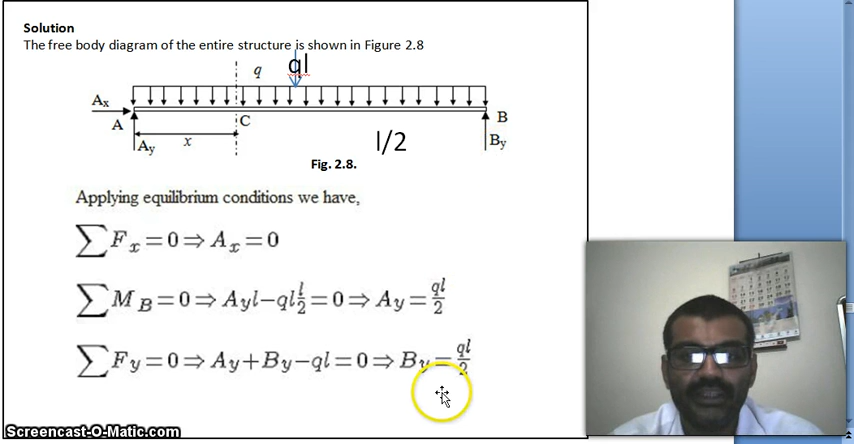 Solution
The free body diagram of the entire structure is shown in Figure 2.8
q ql
Ax
A C B
x Ay l/2 By
Fig. 2.8.
Applying equilibrium conditions we have,
∑Fx=0⇒Ax=0
∑MB=0⇒Ayl−ql l/2=0⇒Ay=ql/2
∑Fy=0⇒Ay+By−ql=0⇒By=ql/2
Screencast-O-Matic.com